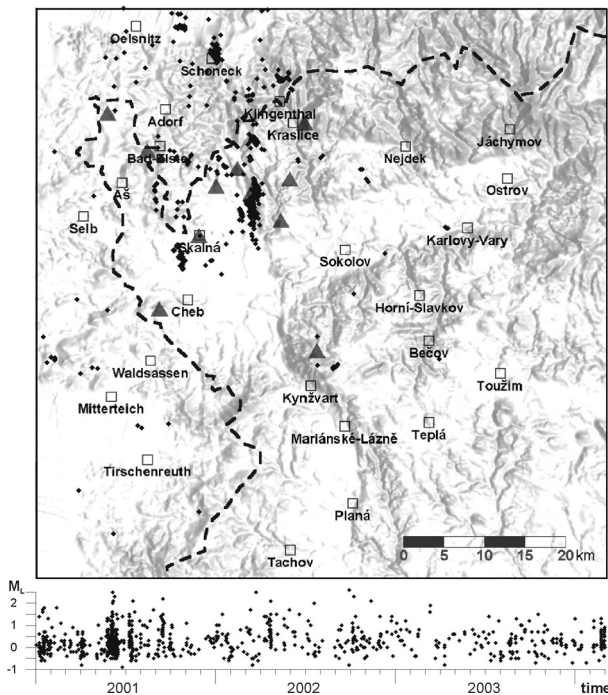 Oelsnitz
Schoneck
Klingenthal
Adorf
Kraslice
Jáchymov
Bad-Elster
Nejdek
Aš
Ostrov
Selb
Skalná
Karlovy-Vary
Sokolov
Cheb
Horní-Slavkov
Bečov
Waldsassen
Toužim
Kynžvart
Mitterteich
Mariánské-Lázně
Teplá
Tirschenreuth
Planá
Tachov
0 5 10 15 20 km
ML
2
1
0
-1
2001 2002 2003 time